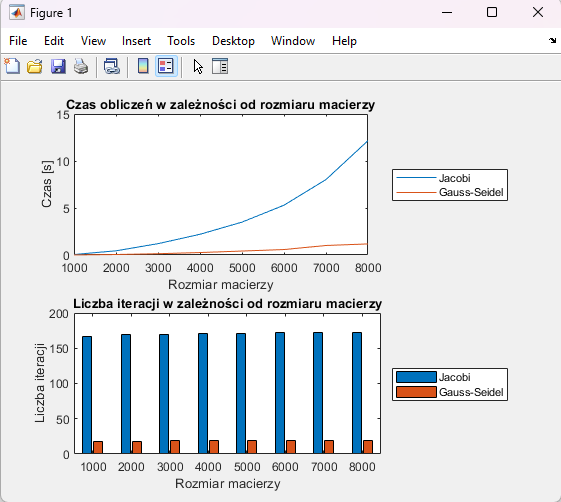 Figure 1
File Edit View Insert Tools Desktop Window Help
Czas obliczeń w zależności od rozmiaru macierzy
15
10
5
0
Czas [s]
1000 2000 3000 4000 5000 6000 7000 8000
Rozmiar macierzy
Jacobi
Gauss-Seidel
Liczba iteracji w zależności od rozmiaru macierzy
200
150
100
50
0
Liczba iteracji
1000 2000 3000 4000 5000 6000 7000 8000
Rozmiar macierzy
Jacobi
Gauss-Seidel